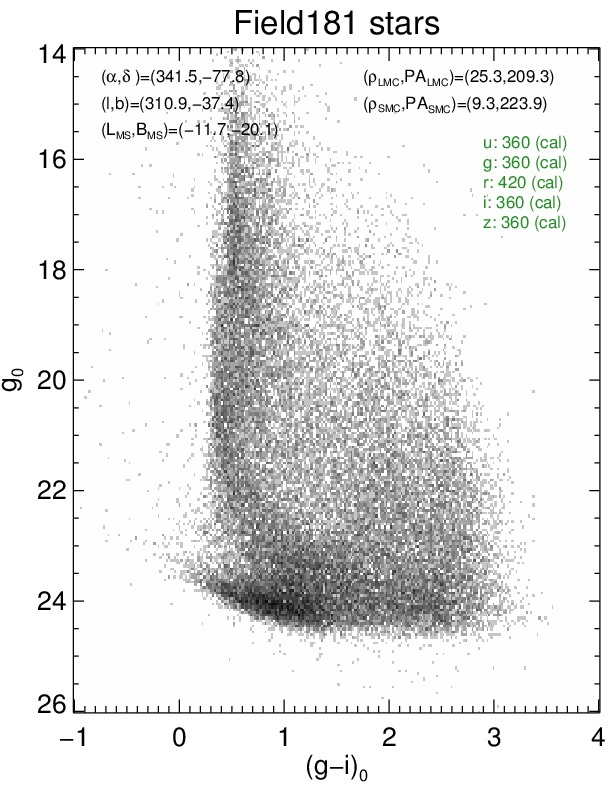 Field181 stars
14
(α,δ )=(341.5,−77.8)
(ρLMC,PALMC)=(25.3,209.3)
(l,b)=(310.9,−37.4)
(ρSMC,PASMC)=(9.3,223.9)
(LMS,BMS)=(−11.7,−20.1)
u: 360 (cal)
g: 360 (cal)
r: 420 (cal)
i: 360 (cal)
z: 360 (cal)
16
18
20
22
24
26
g0
−1 0 1 2 3 4
(g−i)0